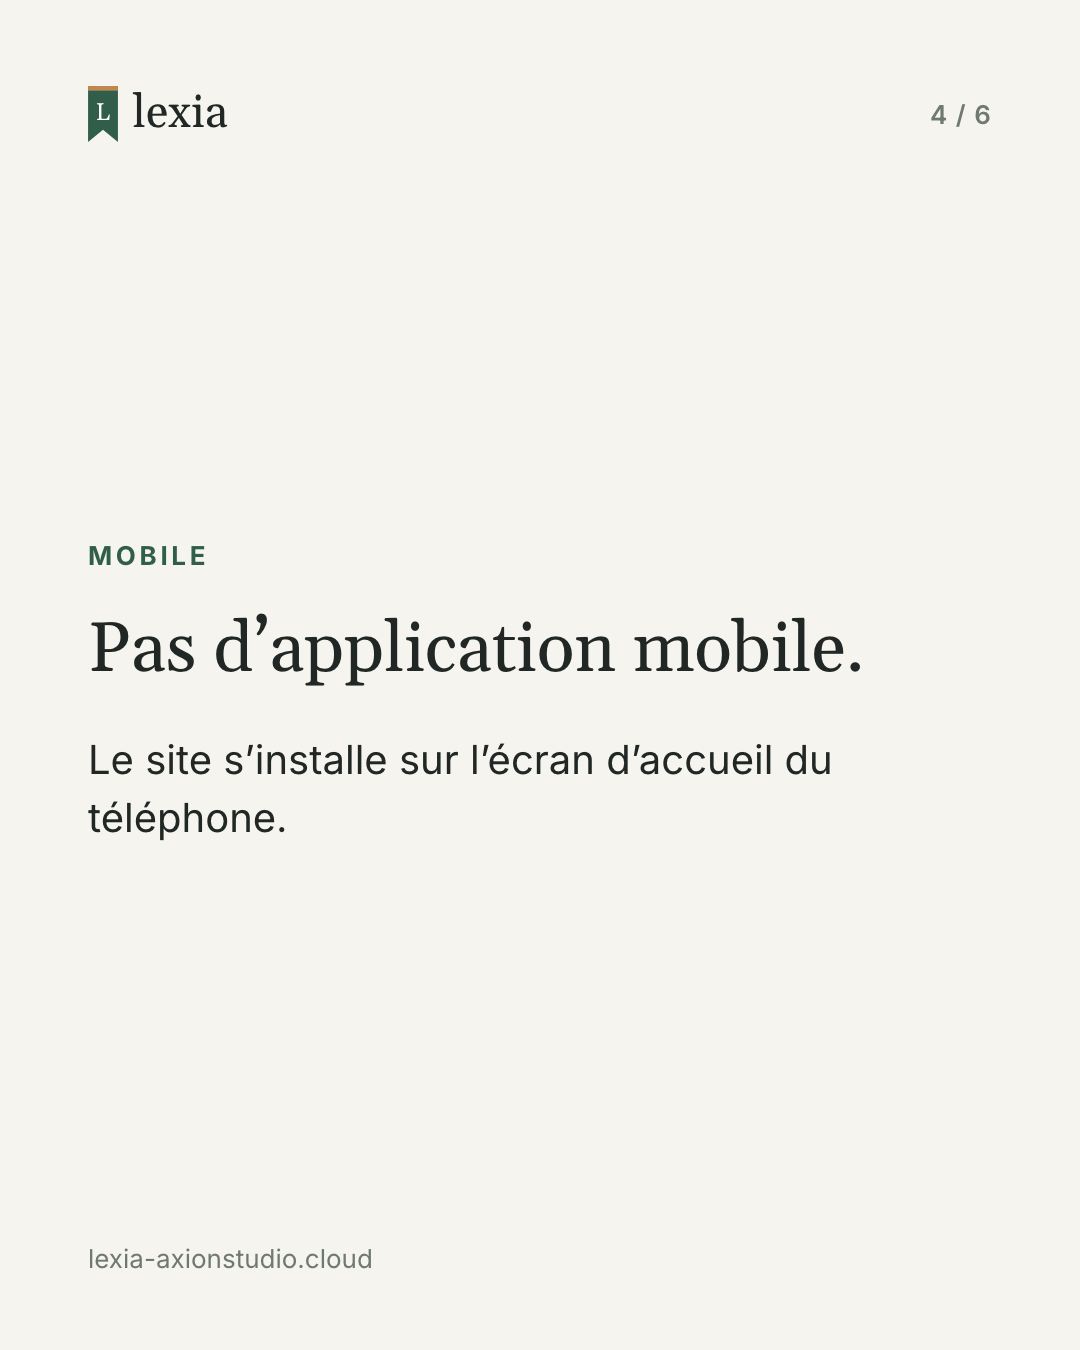 L lexia
4 / 6
MOBILE
Pas d’application mobile.
Le site s’installe sur l’écran d’accueil du
téléphone.
lexia-axionstudio.cloud